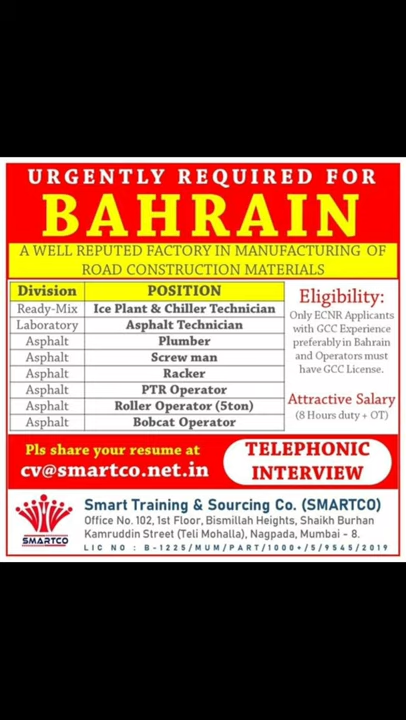 URGENTLY REQUIRED FOR
BAHRAIN
A WELL REPUTED FACTORY IN MANUFACTURING OF
ROAD CONSTRUCTION MATERIALS
Division POSITION
Ready-Mix Ice Plant & Chiller Technician
Laboratory Asphalt Technician
Asphalt Plumber
Asphalt Screw man
Asphalt Racker
Asphalt PTR Operator
Asphalt Roller Operator (5ton)
Asphalt Bobcat Operator
Eligibility:
Only ECNR Applicants
with GCC Experience
preferably in Bahrain
and Operators must
have GCC License.
Attractive Salary
(8 Hours duty + OT)
Pls share your resume at
cv@smartco.net.in
TELEPHONIC
INTERVIEW
SMARTCO
Smart Training & Sourcing Co. (SMARTCO)
Office No. 102, 1st Floor, Bismillah Heights, Shaikh Burhan
Kamruddin Street (Teli Mohalla), Nagpada, Mumbai - 8.
LIC NO : B-1225/MUM/PART/1000+/5/9545/2019